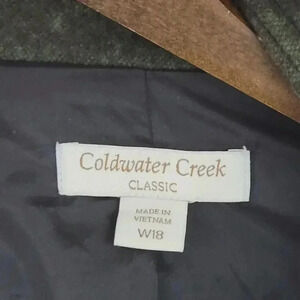 Coldwater Creek
CLASSIC
MADE IN
VIETNAM
W18